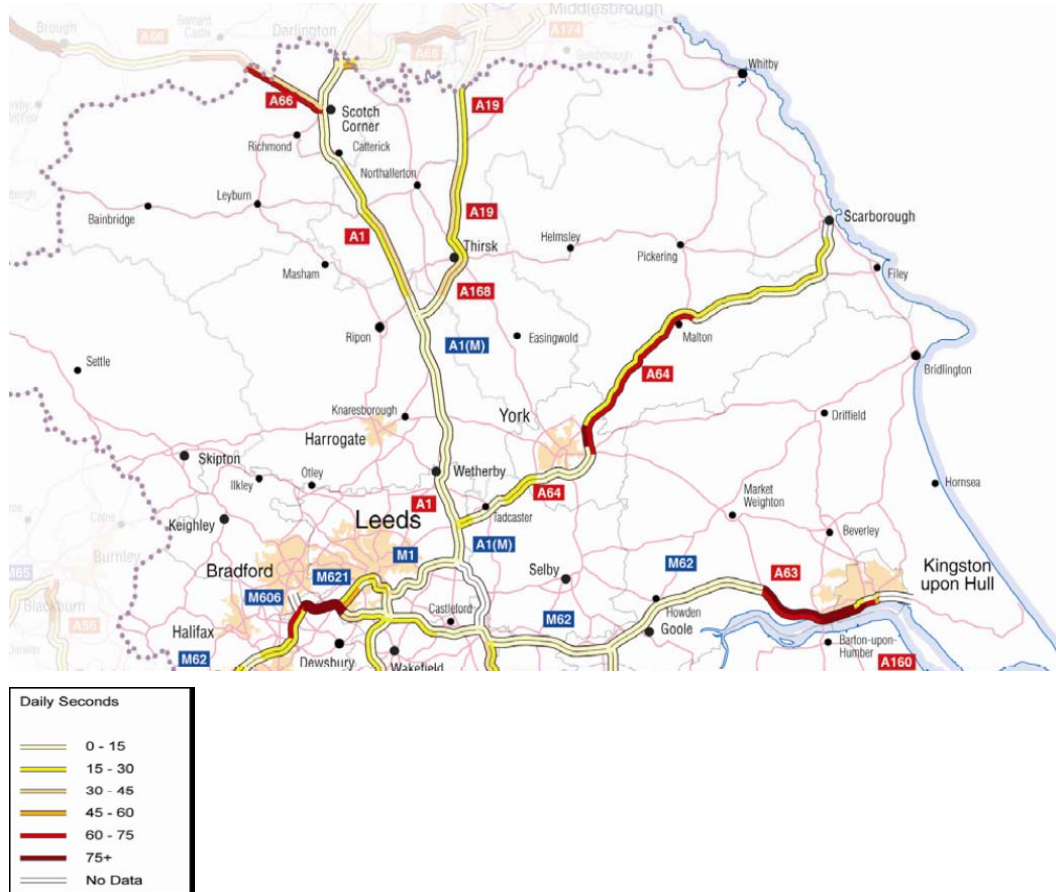 Brough
A66
Barnard
Castle
Darlington
A66
Middlesbrough
A174
Whitby
A66
Scotch
Corner
A19
Richmond
Catterick
Northallerton
Leyburn
Bainbridge
A19
Scarborough
A1
Helmsley
Thirsk
Pickering
Masham
Filey
A168
Ripon
Easingwold
Malton
A1(M)
Settle
A64
Bridlington
Knaresborough
York
Harrogate
Driffield
Skipton
Wetherby
Ilkley
Otley
A64
Hornsea
A1
Tadcaster
Market
Weighton
Keighley
Leeds
Beverley
A1(M)
Burnley
M1
Bradford
M62
Kingston
upon Hull
M65
M621
Selby
A63
M606
Blackburn
Castleford
Howden
A56
Halifax
M62
Goole
Dewsbury
Wakefield
Barton-upon-
Humber
M62
A160
Daily Seconds
0 - 15
15 - 30
30 - 45
45 - 60
60 - 75
75+
No Data